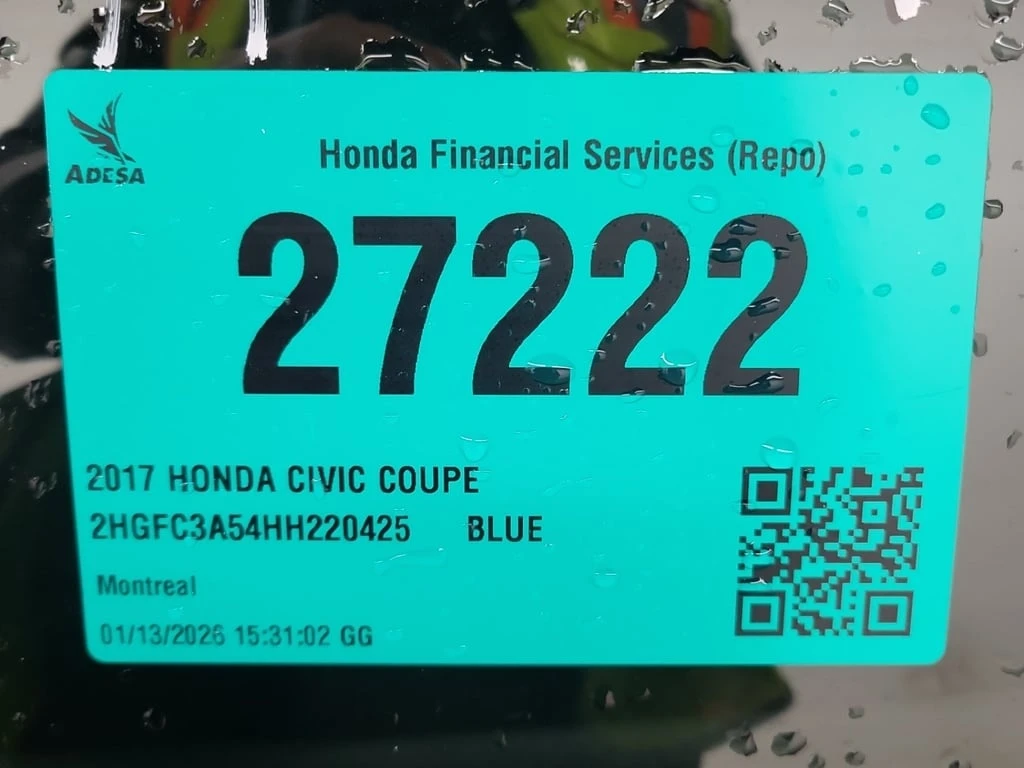 ADESA
Honda Financial Services (Repo)
27222
2017 HONDA CIVIC COUPE
2HGFC3A54HH220425 BLUE
Montreal
01/13/2026 15:31:02 GG